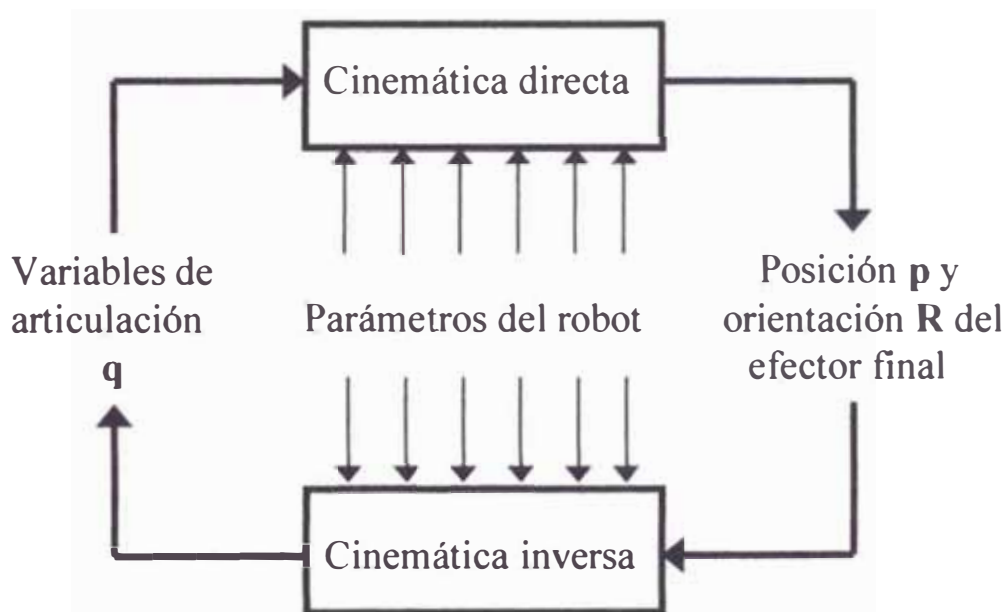 Cinemática directa
Variables de
articulación
q
Parámetros del robot
Posición p y
orientación R del
efector final
Cinemática inversa